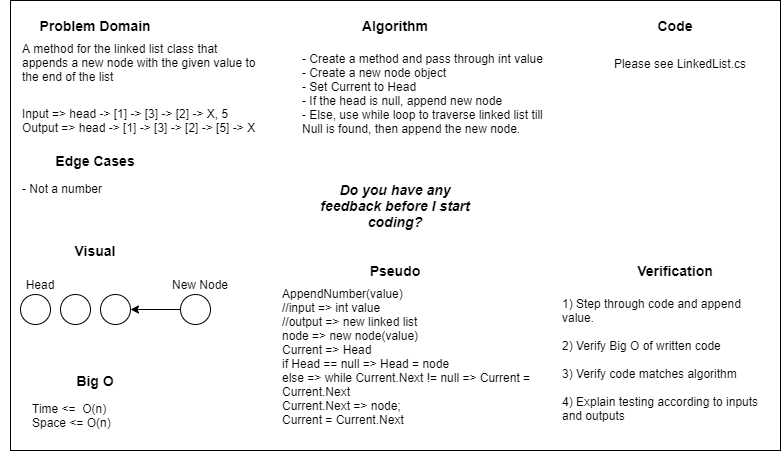 Problem Domain
A method for the linked list class that
appends a new node with the given value to
the end of the list
Input => head -> [1] -> [3] -> [2] -> X, 5
Output => head -> [1] -> [3] -> [2] -> [5] -> X
Edge Cases
- Not a number
Visual
Head
New Node
Big O
Time <=  O(n)
Space <= O(n)
Algorithm
- Create a method and pass through int value
- Create a new node object
- Set Current to Head
- If the head is null, append new node
- Else, use while loop to traverse linked list till
Null is found, then append the new node.
Do you have any
feedback before I start
coding?
Pseudo
AppendNumber(value)
//input => int value
//output => new linked list
node => new node(value)
Current => Head
if Head == null => Head = node
else => while Current.Next != null => Current =
Current.Next
Current.Next => node;
Current = Current.Next
Code
Please see LinkedList.cs
Verification
1) Step through code and append
value.
2) Verify Big O of written code
3) Verify code matches algorithm
4) Explain testing according to inputs
and outputs